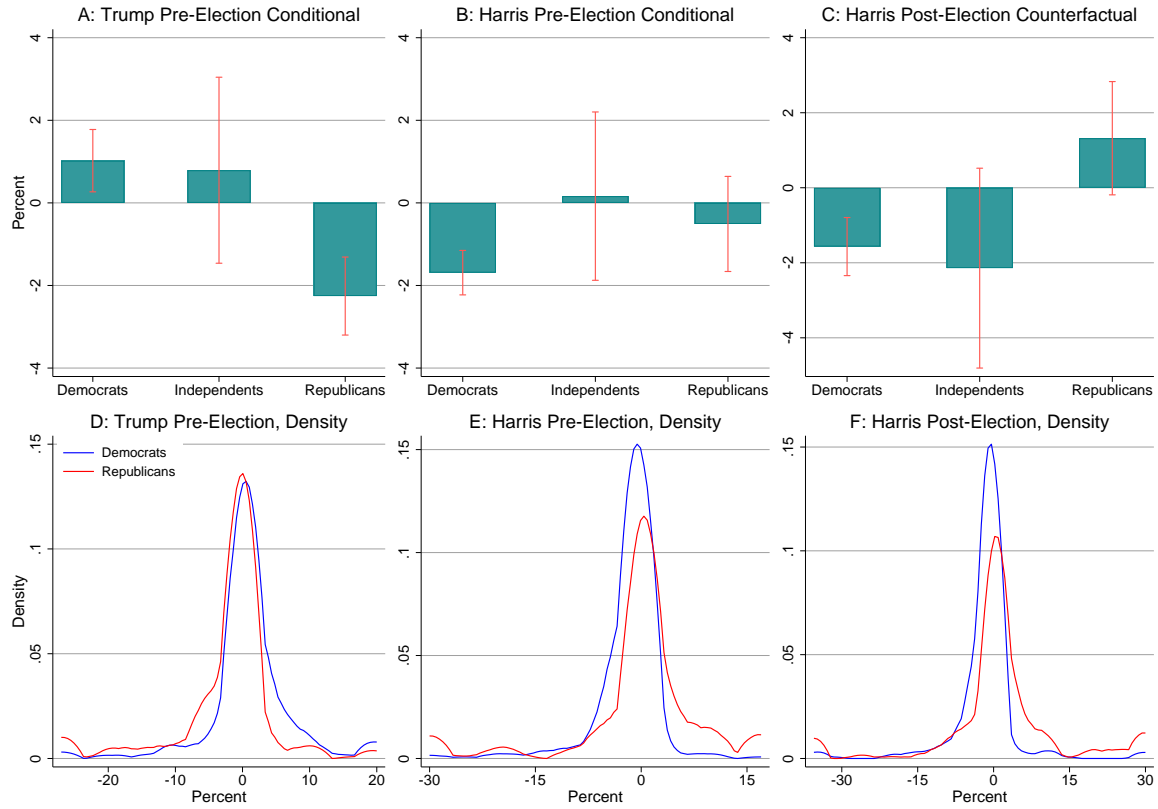 A: Trump Pre-Election Conditional
B: Harris Pre-Election Conditional
C: Harris Post-Election Counterfactual
Percent
4
2
0
-2
-4
Democrats
Independents
Republicans
4
2
0
-2
-4
Democrats
Independents
Republicans
4
2
0
-2
-4
Democrats
Independents
Republicans
D: Trump Pre-Election, Density
E: Harris Pre-Election, Density
F: Harris Post-Election, Density
Density
.15
.1
.05
0
Democrats
Republicans
-20
-10
0
10
20
Percent
.15
.1
.05
0
-30
-15
0
15
Percent
.15
.1
.05
0
-30
-15
0
15
30
Percent